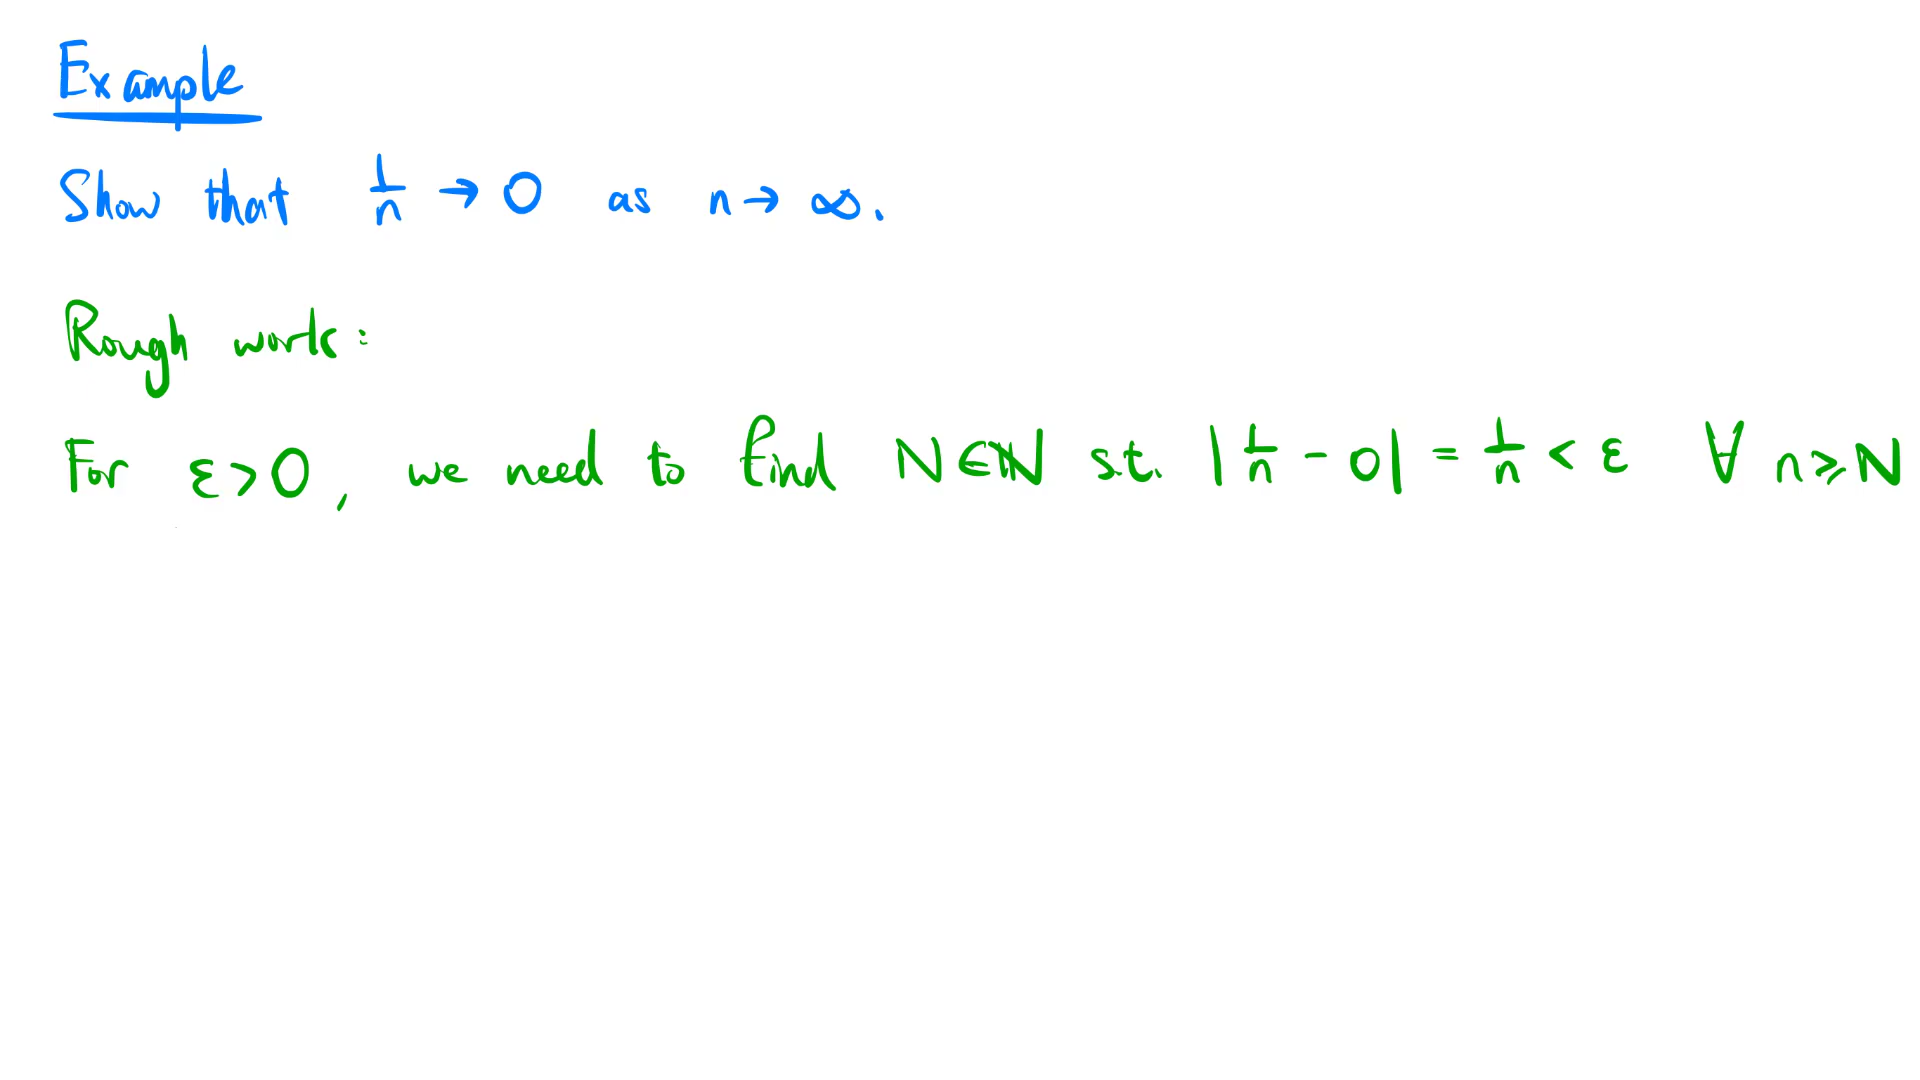 Example
Show that 1/n → 0 as n → ∞.
Rough work:
For ε > 0, we need to find N ∈ ℕ s.t. |1/n - 0| = 1/n < ε ∀ n ⩾ N